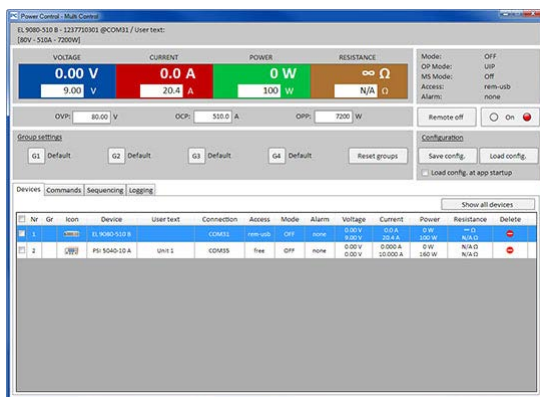 Power Control - Multi Control
EL 9080-510 B - 1237710301 @COM31 / User text:
[80V - 510A - 7200W]
VOLTAGE CURRENT POWER RESISTANCE
0.00 V 0.0 A 0 W ∞ Ω
9.00 V 20.4 A 100 W N/A Ω
Mode: OFF
OP Mode: UIP
MS Mode: Off
Access: rem-usb
Alarm: none
OVP: 80.00 V OCP: 510.0 A OPP: 7200 W
Remote off On
Group settings
G1 Default G2 Default G3 Default G4 Default Reset groups
Configuration
Save config. Load config.
Load config. at app startup
Devices Commands Sequencing Logging
Show all devices
Nr Gr Icon Device User text Connection Access Mode Alarm Voltage Current Power Resistance Delete
1 EL 9080-510 B COM31 rem-usb OFF none 0.00 V 0.0 A 0 W ∞ Ω
9.00 V 20.4 A 100 W N/A Ω
2 PSI 5040-10 A Unit 1 COM35 free OFF none 0.00 V 0.000 A 0 W N/A Ω
0.00 V 10.000 A 160 W N/A Ω